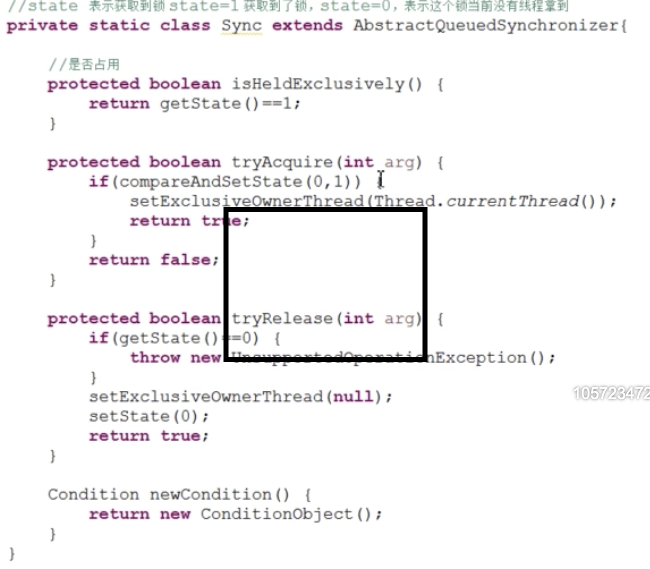 //state 表示获取到锁 state=1 获取到了锁，state=0，表示这个锁当前没有线程拿到
private static class Sync extends AbstractQueuedSynchronizer{
//是否占用
protected boolean isHeldExclusively() {
return getState()==1;
}
protected boolean tryAcquire(int arg) {
if(compareAndSetState(0,1)) {
setExclusiveOwnerThread(Thread.currentThread());
return true;
}
return false;
}
protected boolean tryRelease(int arg) {
if(getState()==0) {
throw new UnsupportedOperationException();
}
setExclusiveOwnerThread(null);
setState(0);
return true;
}
Condition newCondition() {
return new ConditionObject();
}
}
105723472